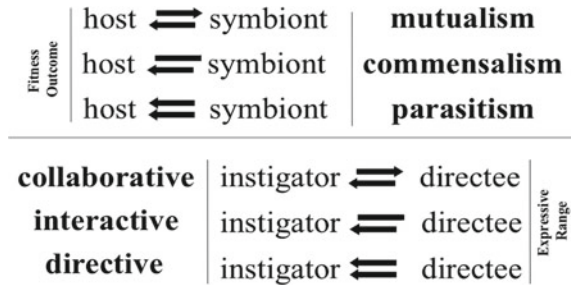 Fitness Outcome
host symbiont mutualism
host symbiont commensalism
host symbiont parasitism
collaborative instigator directee
interactive instigator directee
directive instigator directee
Expressive Range